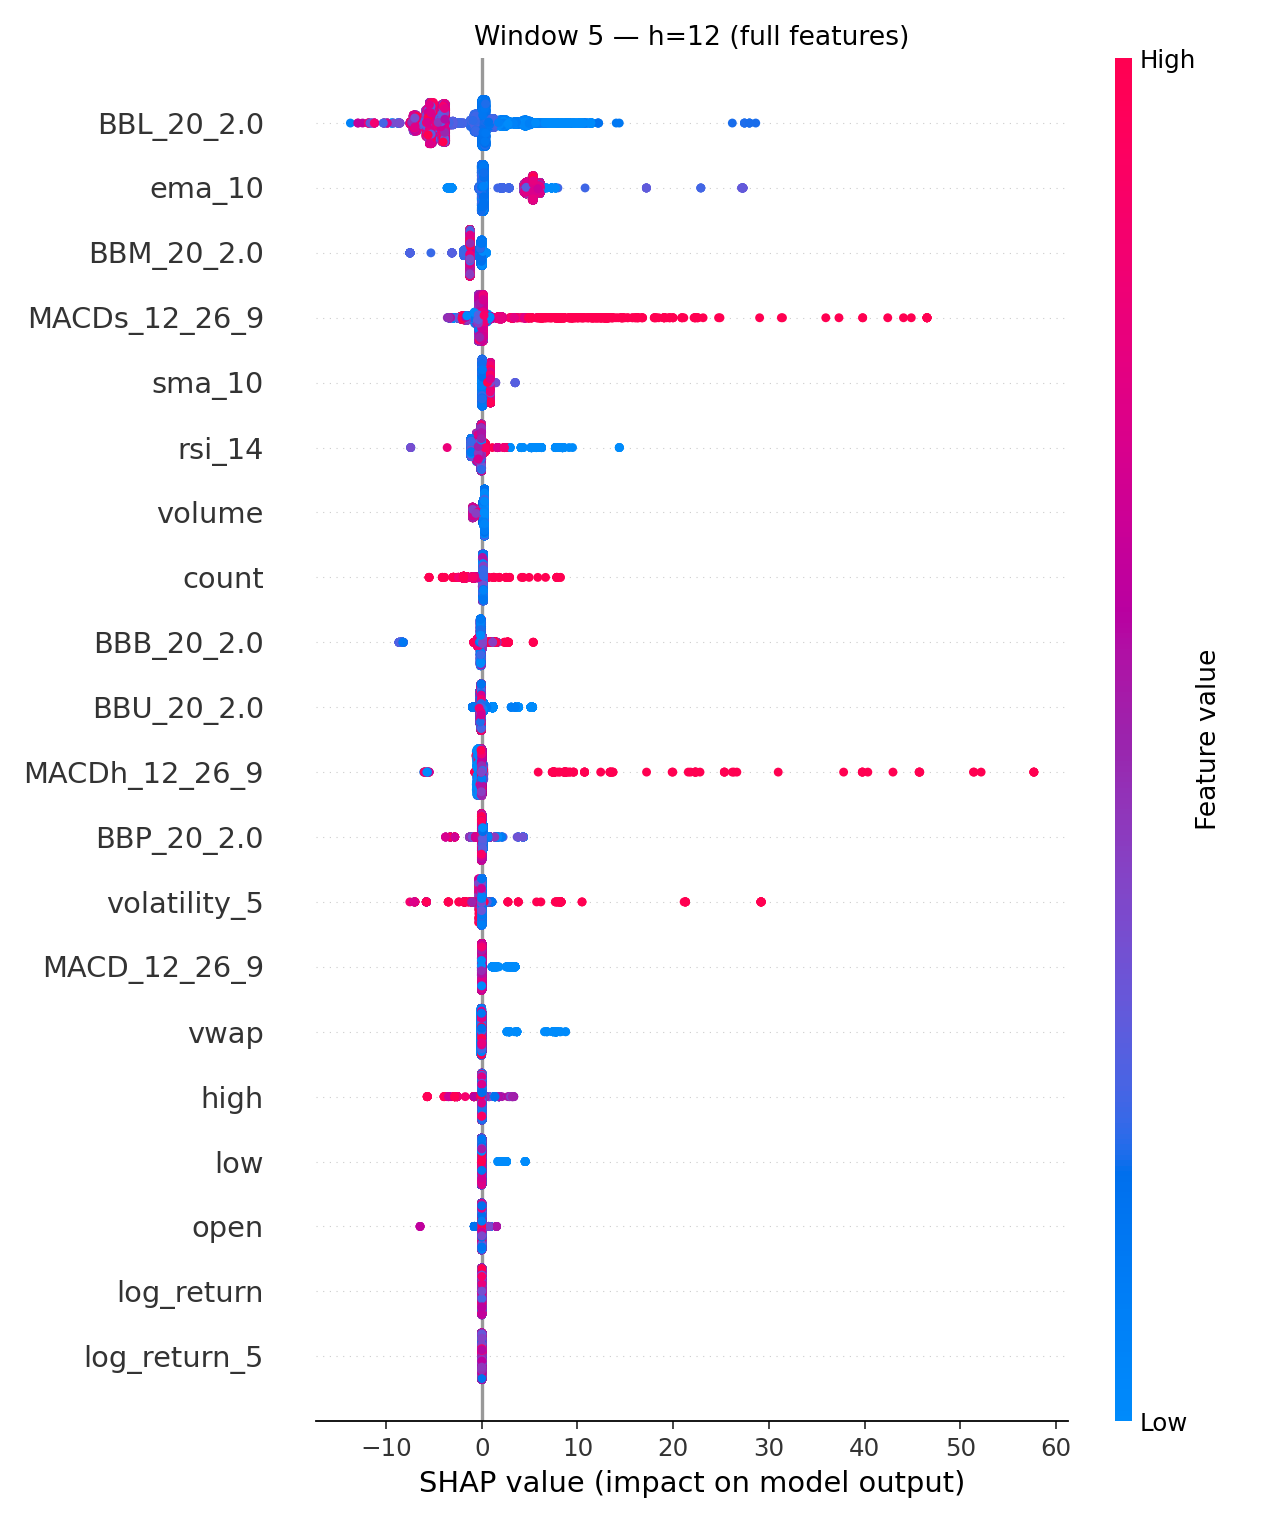 Window 5 — h=12 (full features)
High
BBL_20_2.0
ema_10
BBM_20_2.0
MACDs_12_26_9
sma_10
rsi_14
volume
count
BBB_20_2.0
BBU_20_2.0
MACDh_12_26_9
BBP_20_2.0
volatility_5
MACD_12_26_9
vwap
high
low
open
log_return
log_return_5
Feature value
Low
−10 0 10 20 30 40 50 60
SHAP value (impact on model output)